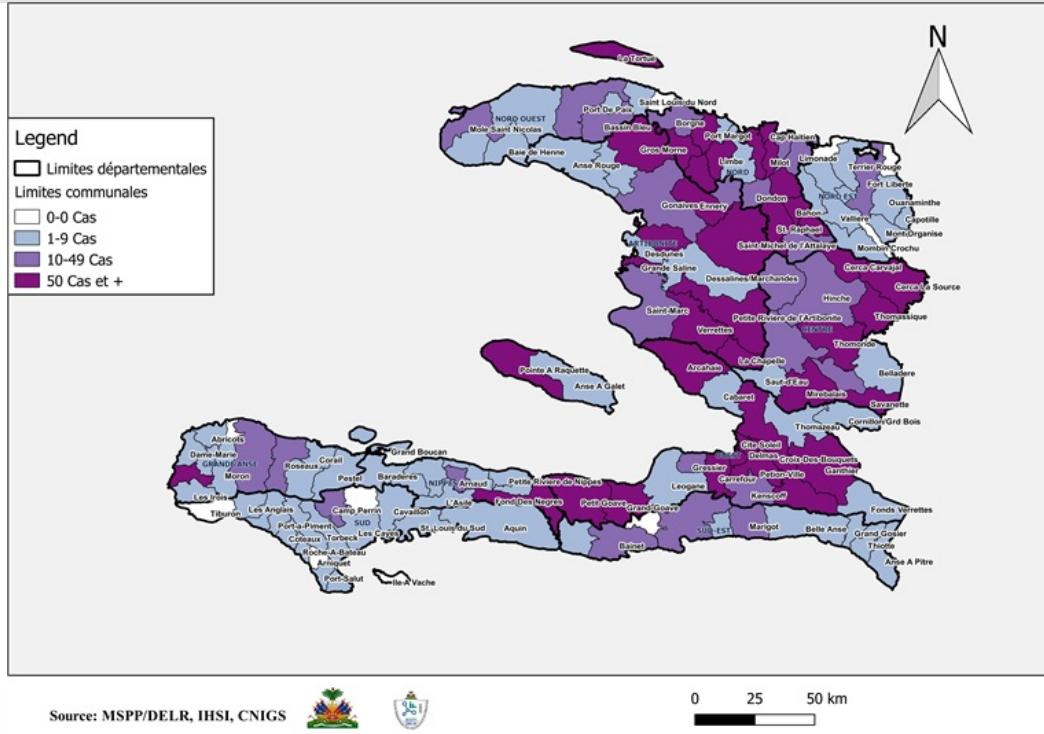 N
La Tortue
Saint Louis du Nord
Port De Paix
NORD OUEST
Mole Saint Nicolas
Bassin Bleu
Borgne
Port Margot
Cap Haïtien
Baie de Henne
Gros Morne
Limbe
Milot
Limonade
Anse Rouge
NORD
Terrier Rouge
Fort Liberte
Gonaives
Ennery
Dondon
NORD EST
Ouanaminthe
Bahon
Valliere
Capotille
St. Raphael
Mont Organise
ARTIBONITE
Saint-Michel de l'Attalaye
Mombin Crochu
Desdunes
Grande Saline
Cerca Carvajal
Dessalines/Marchandes
Cerca La Source
Hinche
Saint-Marc
Petite Rivière de l'Artibonite
Thomassique
Verrettes
CENTRE
Thomonde
La Chapelle
Pointe A Raquette
Arcahaie
Belladere
Anse A Galet
Saut-d'Eau
Cabaret
Mirebalais
Savanette
Cornillon/Grd Bois
Thomazeau
Abricots
Cite Soleil
Dame-Marie
Grand Boucan
Delmas
Croix-Des-Bouquets
GRANDE ANSE
Roseaux
Corail
Gressier
Petion-Ville
Ganthier
Moron
Pestel
Baraderes
NIPPES
Arnaud
Petite Rivière de Nippes
Leogane
Carrefour
Les Irois
L'Asile
Fond Des Negres
Petit Goave
Kenscoff
Tiburon
Les Anglais
Camp Perrin
Cavaillon
Grand-Goave
Fonds Verrettes
Port-a-Piment
SUD
St. Louis du Sud
Aquin
SUD-EST
Marigot
Belle Anse
Coteaux
Torbeck
Les Cayes
Grand Gosier
Roche-A-Bateau
Bainet
Thiotte
Arniquet
Anse A Pitre
Port-Salut
Ile A Vache
Legend
Limites départementales
Limites communales
0-0 Cas
1-9 Cas
10-49 Cas
50 Cas et +
Source: MSPP/DELR, IHSI, CNIGS
0 25 50 km